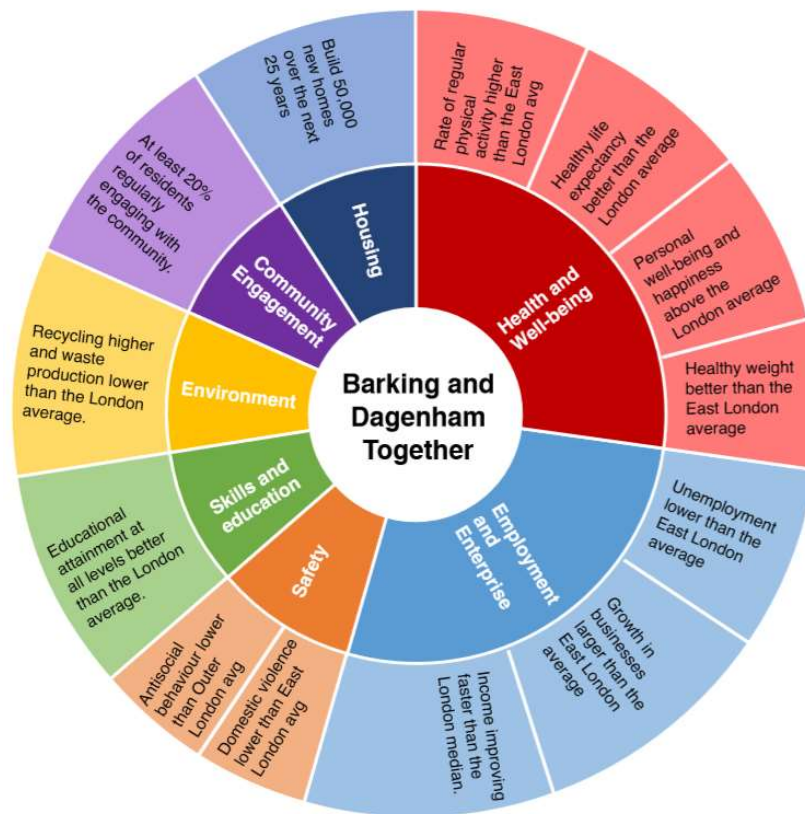 Barking and
Dagenham
Together
Health and
Well-being
Rate of regular
physical
activity higher
than the East
London avg
Healthy life
expectancy
better than the
London average
Personal
well-being and
happiness
above the
London average
Healthy weight
better than the
East London
average
Employment
and
Enterprise
Unemployment
lower than the
East London
average
Growth in
businesses
larger than the
East London
average
Income improving
faster than the
London median.
Safety
Domestic violence
lower than East
London avg
Antisocial
behaviour lower
than Outer
London avg
Skills and
education
Educational
attainment at
all levels better
than the London
average.
Environment
Recycling higher
and waste
production lower
than the London
average.
Community
Engagement
At least 20%
of residents
regularly
engaging with
the community.
Housing
Build 50,000
new homes
over the next
25 years